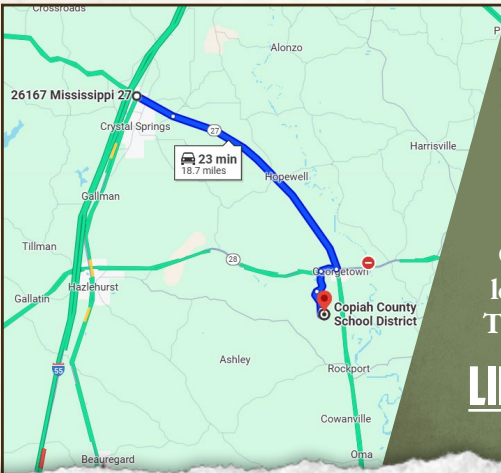 Crossroads
Alonzo
26167 Mississippi 27
Crystal Springs
27
23 min
18.7 miles
Harrisville
Hopewell
Gallman
Tillman
28
Georgetown
Hazlehurst
Gallatin
Copiah County
School District
Ashley
Rockport
55
Cowanville
Beauregard
Oma